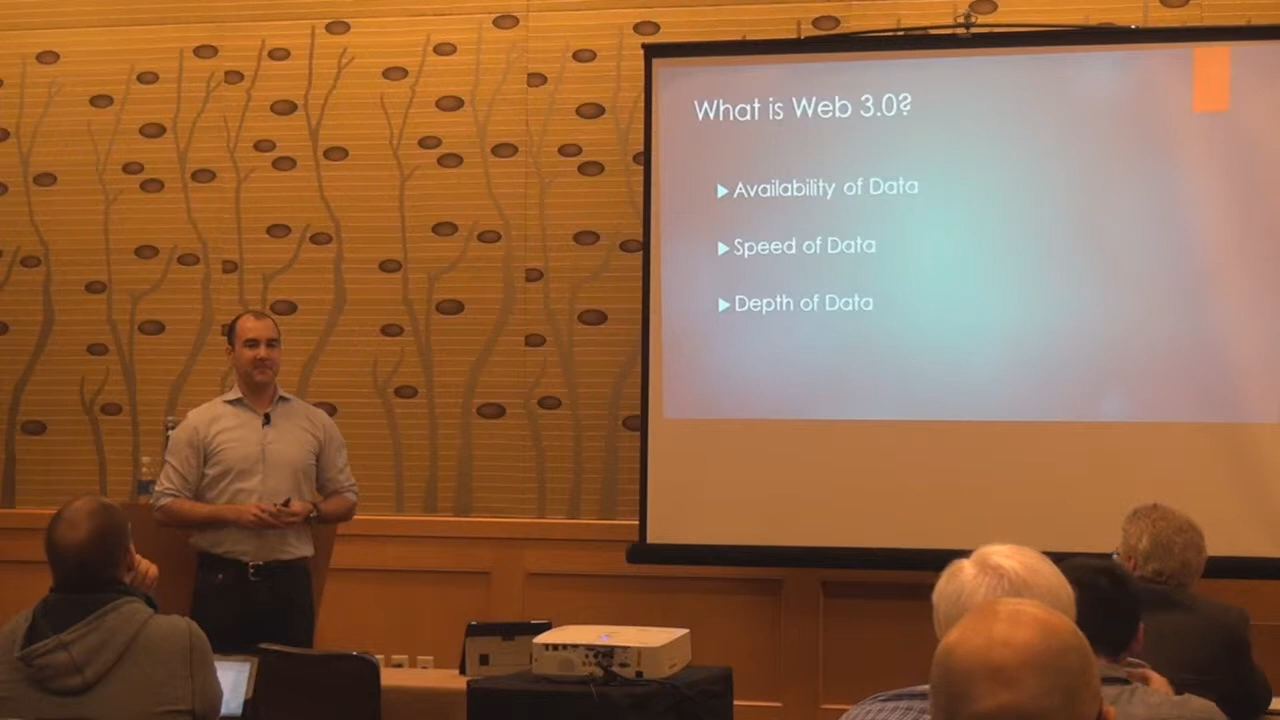 What is Web 3.0?
Availability of Data
Speed of Data
Depth of Data